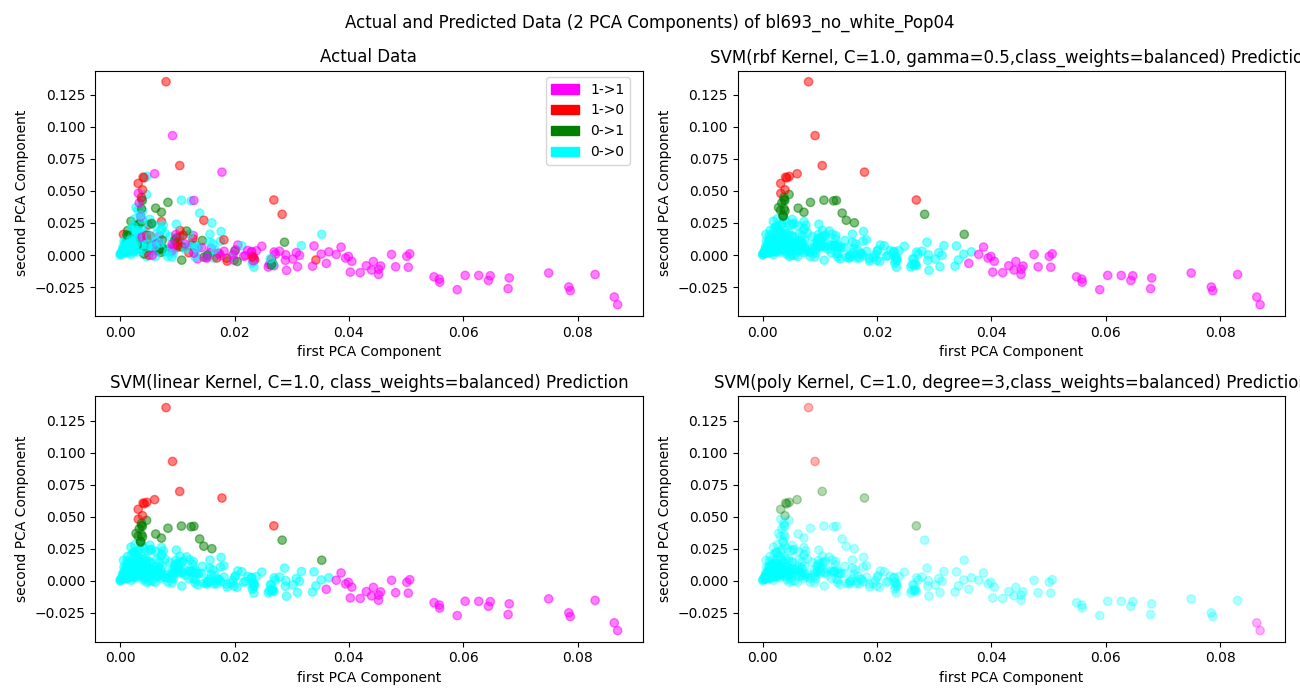 Actual and Predicted Data (2 PCA Components) of bl693_no_white_Pop04
Actual Data
second PCA Component
0.125
0.100
0.075
0.050
0.025
0.000
−0.025
1->1
1->0
0->1
0->0
0.00 0.02 0.04 0.06 0.08
first PCA Component
SVM(rbf Kernel, C=1.0, gamma=0.5,class_weights=balanced) Predictio
second PCA Component
0.125
0.100
0.075
0.050
0.025
0.000
−0.025
0.00 0.02 0.04 0.06 0.08
first PCA Component
SVM(linear Kernel, C=1.0, class_weights=balanced) Prediction
second PCA Component
0.125
0.100
0.075
0.050
0.025
0.000
−0.025
0.00 0.02 0.04 0.06 0.08
first PCA Component
SVM(poly Kernel, C=1.0, degree=3,class_weights=balanced) Prediction
second PCA Component
0.125
0.100
0.075
0.050
0.025
0.000
−0.025
0.00 0.02 0.04 0.06 0.08
first PCA Component